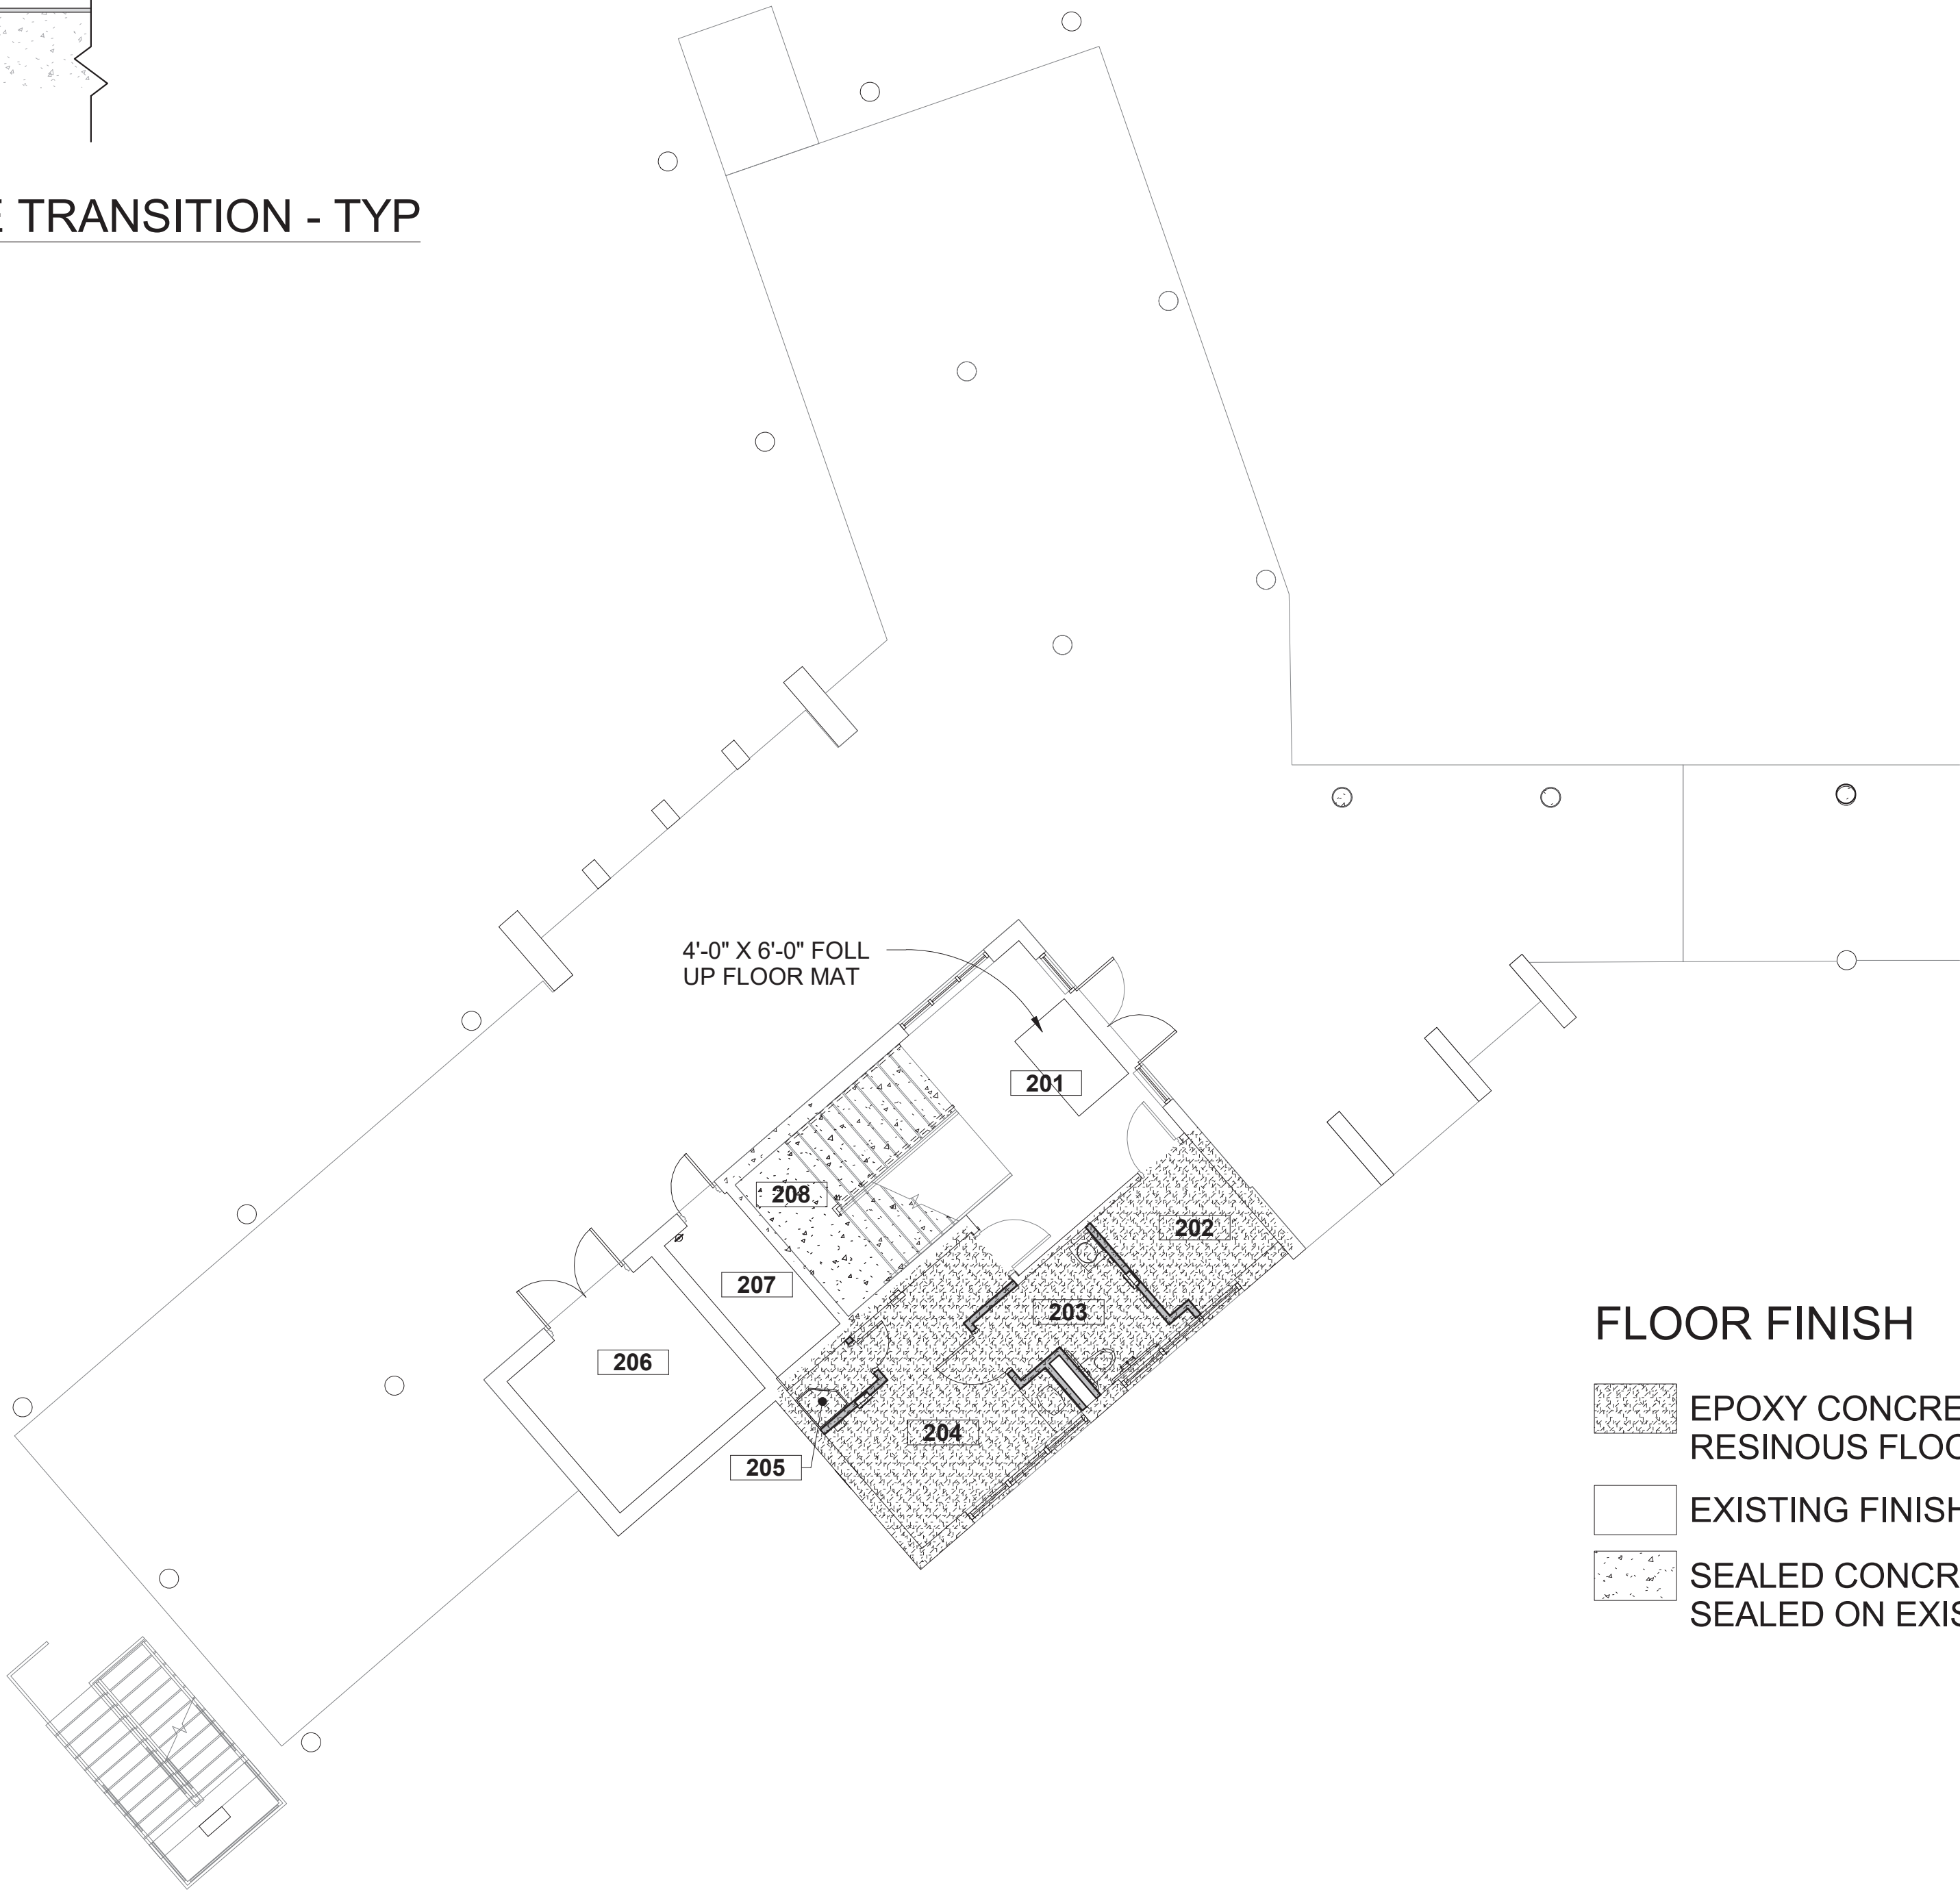 TRANSITION - TYP
4'-0" X 6'-0" FOLL
UP FLOOR MAT
201
208
202
207
203
206
204
205
FLOOR FINISH
EPOXY CONCRE
RESINOUS FLOO
EXISTING FINISH
SEALED CONCR
SEALED ON EXIS